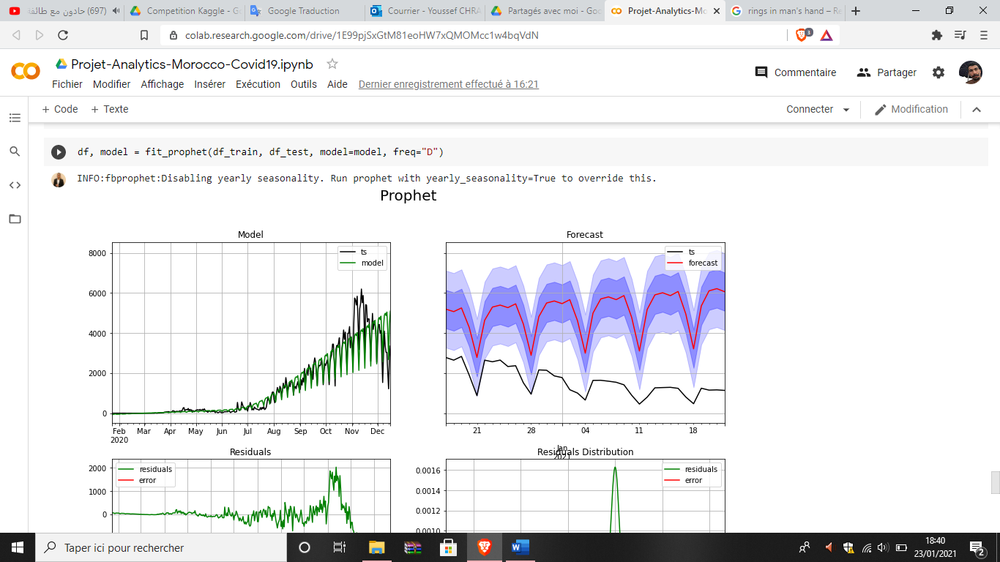 (697) حادون مع طائفة
Competition Kaggle - Go
Google Traduction
Courrier - Youssef CHRA
Partagés avec moi - Goo
Projet-Analytics-Mo
rings in man's hand – Re
colab.research.google.com/drive/1E99pjSxGtM81eoHW7xQMOMcc1w4bqVdN
3
Projet-Analytics-Morocco-Covid19.ipynb
Commentaire
Partager
Fichier Modifier Affichage Insérer Exécution Outils Aide Dernier enregistrement effectué à 16:21
+ Code + Texte
Connecter
Modification
df, model = fit_prophet(df_train, df_test, model=model, freq="D")
INFO:fbprophet:Disabling yearly seasonality. Run prophet with yearly_seasonality=True to override this.
Prophet
Model
ts
model
8000
6000
4000
2000
0
Feb Mar Apr May Jun Jul Aug Sep Oct Nov Dec
2020
Forecast
ts
forecast
21 28 04 11 18
Jan
2021
Residuals
residuals
error
2000
1000
0
Residuals Distribution
residuals
error
0.0016
0.0014
0.0012
0.0010
Taper ici pour rechercher
18:40
23/01/2021
2